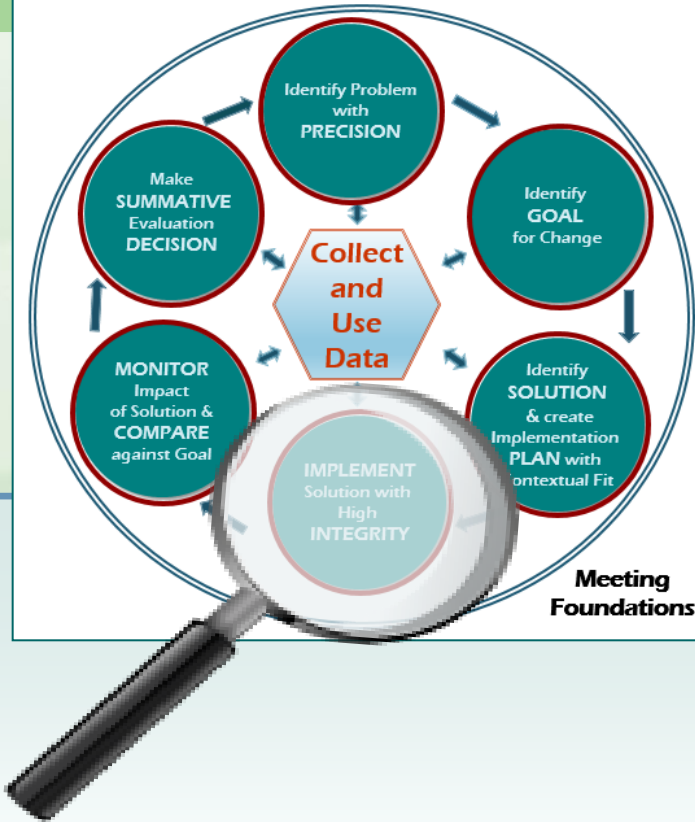 Identify Problem
with
PRECISION
Identify
GOAL
for Change
Identify
SOLUTION
& create
Implementation
PLAN with
ontextual Fit
IMPLEMENT
Solution with
High
INTEGRITY
MONITOR
Impact
of Solution &
COMPARE
against Goal
Make
SUMMATIVE
Evaluation
DECISION
Collect
and
Use
Data
Meeting
Foundations